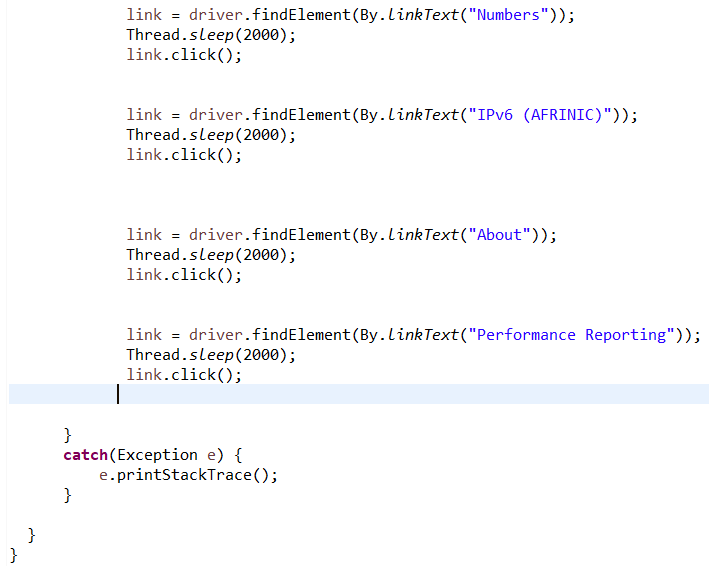 link = driver.findElement(By.linkText("Numbers"));
Thread.sleep(2000);
link.click();
link = driver.findElement(By.linkText("IPv6 (AFRINIC)"));
Thread.sleep(2000);
link.click();
link = driver.findElement(By.linkText("About"));
Thread.sleep(2000);
link.click();
link = driver.findElement(By.linkText("Performance Reporting"));
Thread.sleep(2000);
link.click();
}
catch(Exception e) {
e.printStackTrace();
}
}
}